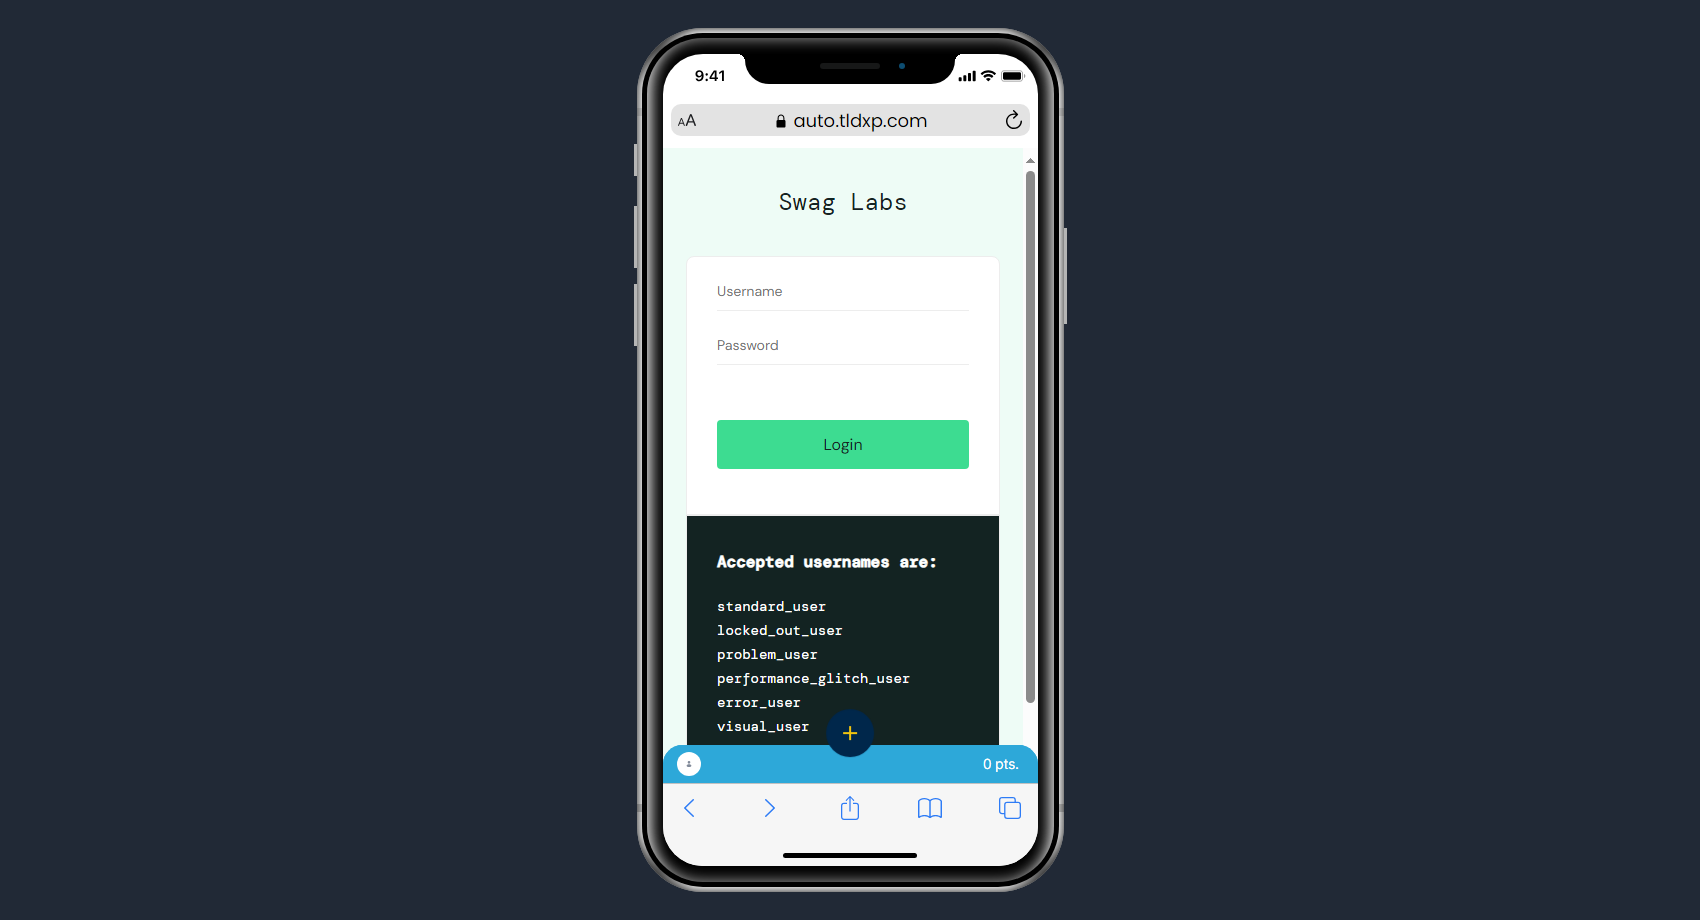 9:41
AA auto.tldxp.com
Swag Labs
Username
Password
Login
Accepted usernames are:
standard_user
locked_out_user
problem_user
performance_glitch_user
error_user
visual_user
+
0 pts.